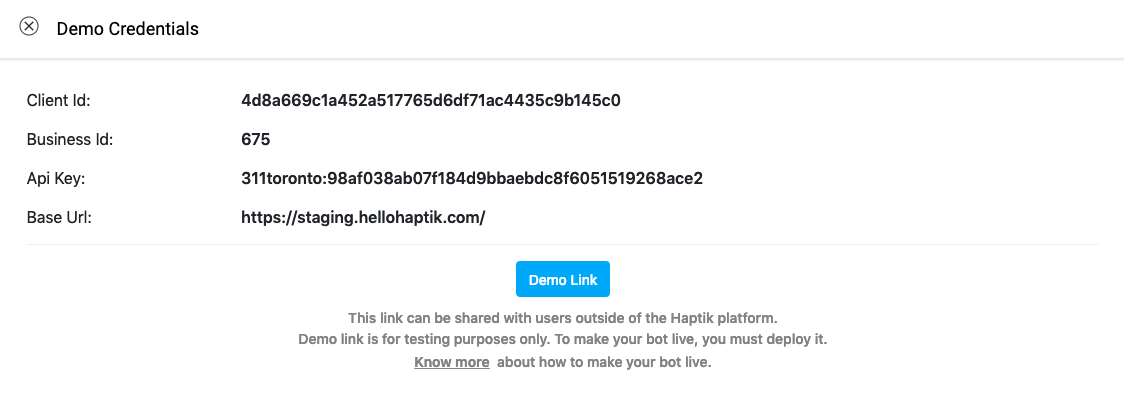 Demo Credentials
Client Id: 4d8a669c1a452a517765d6df71ac4435c9b145c0
Business Id: 675
Api Key: 311toronto:98af038ab07f184d9bbaebdc8f6051519268ace2
Base Url: https://staging.hellohaptik.com/
Demo Link
This link can be shared with users outside of the Haptik platform.
Demo link is for testing purposes only. To make your bot live, you must deploy it.
Know more about how to make your bot live.